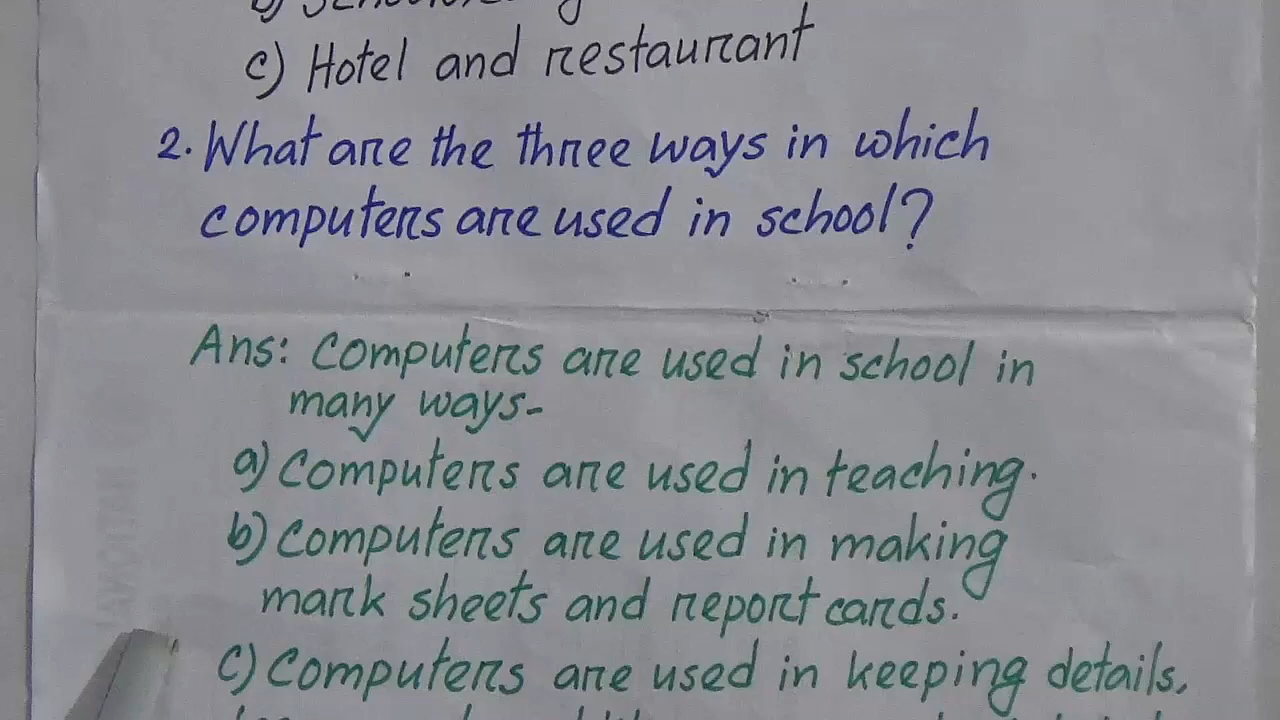 c) Hotel and restaurant
2. What are the three ways in which
computers are used in school?
Ans: Computers are used in school in
many ways-
a) Computers are used in teaching.
b) Computers are used in making
mark sheets and report cards.
c) Computers are used in keeping details,